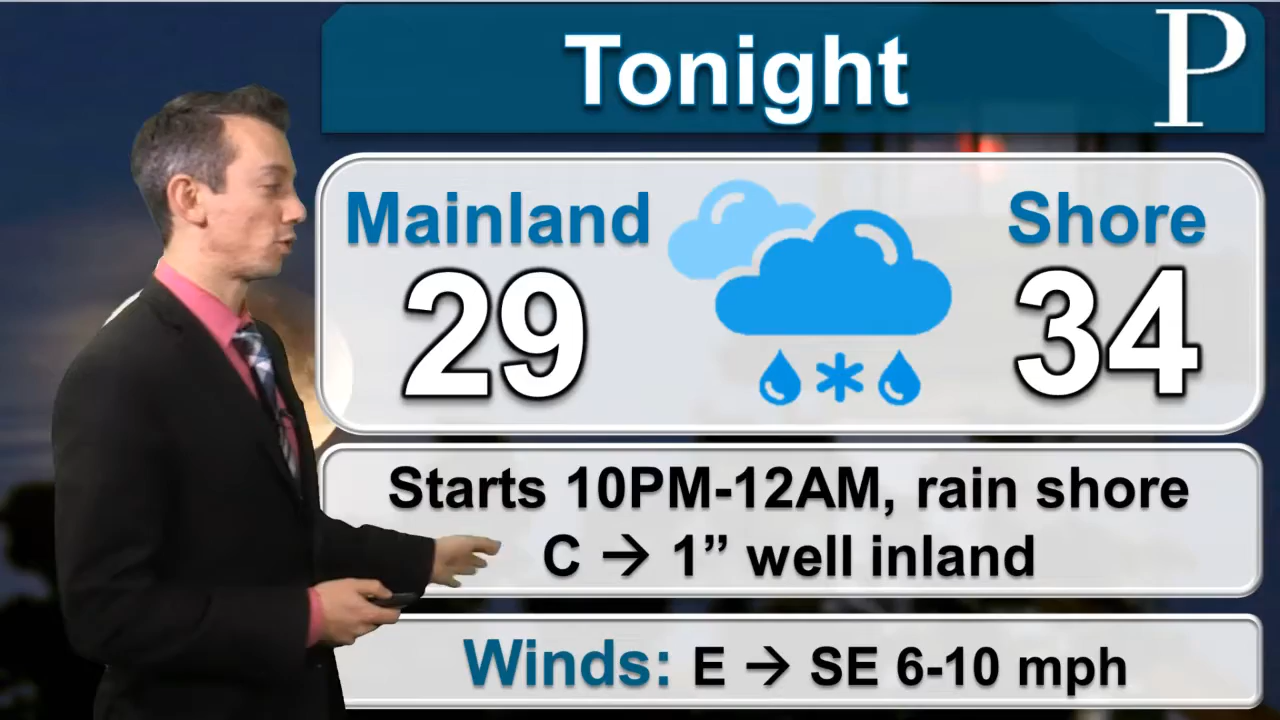 Tonight
P
Mainland
Shore
29
34
Starts 10PM-12AM, rain shore
C → 1” well inland
Winds: E → SE 6-10 mph